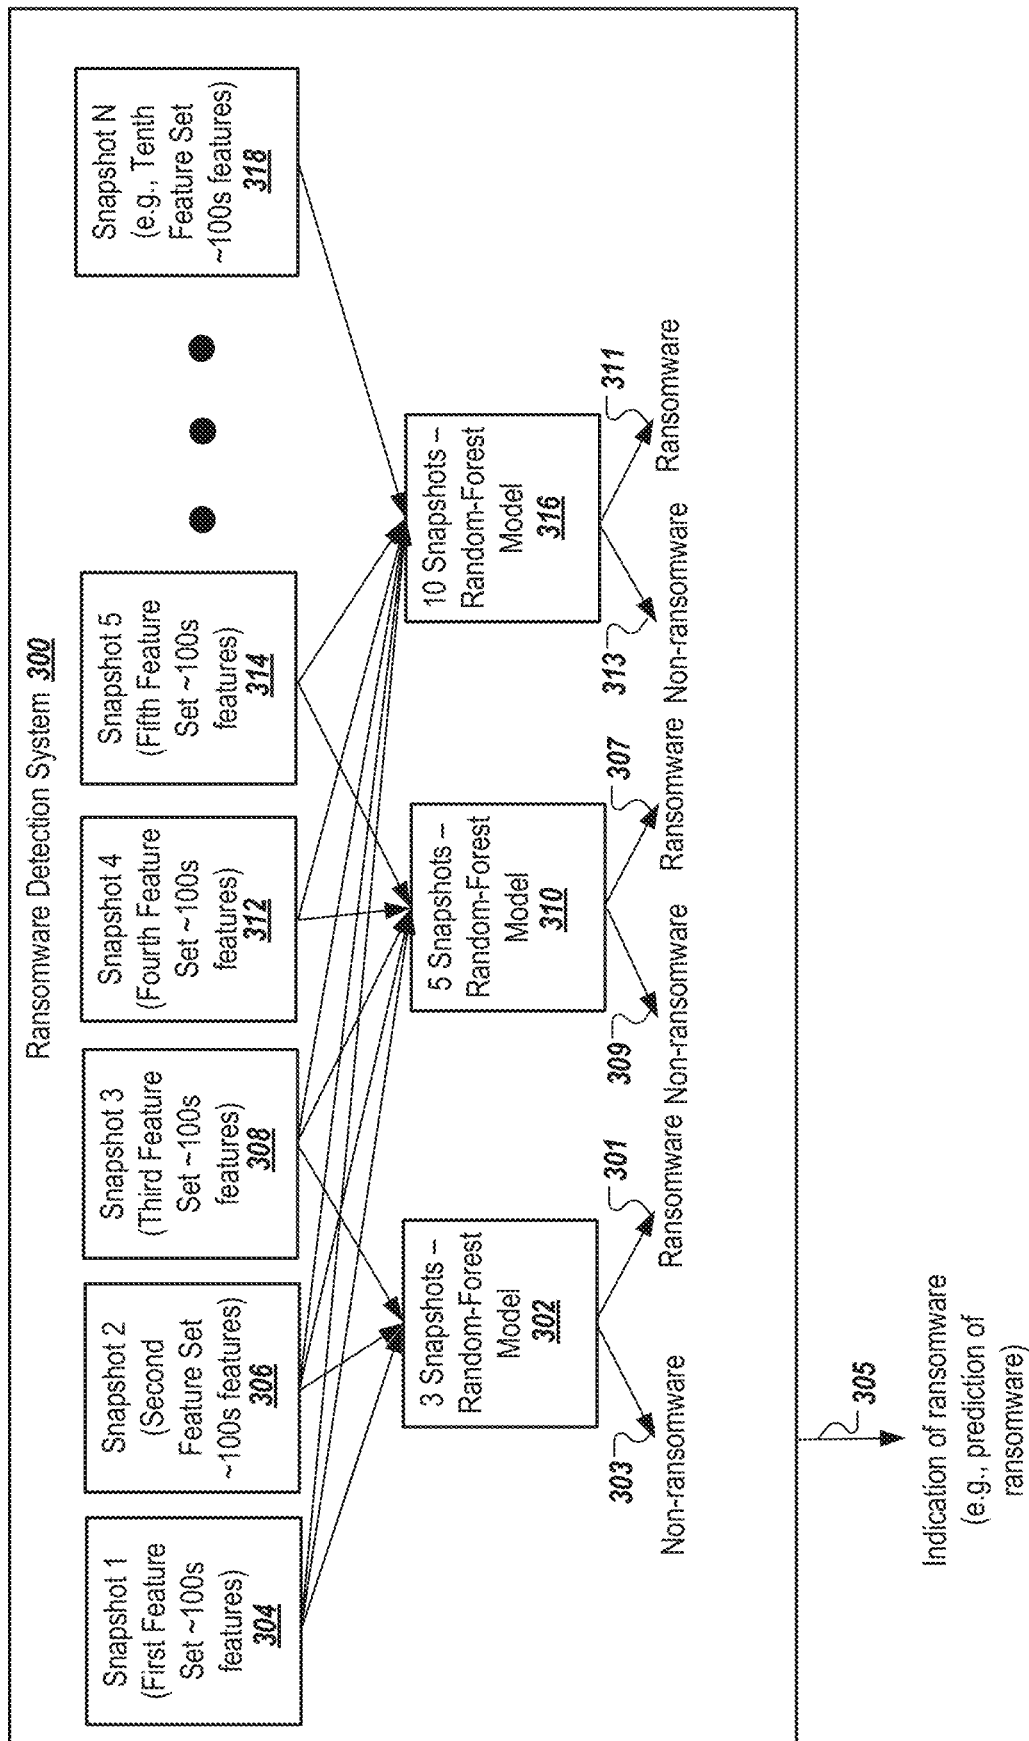 Ransomware Detection System 300
Snapshot 1
(First Feature
Set ~100s
features)
304
Snapshot 2
(Second
Feature Set
~100s features)
306
Snapshot 3
(Third Feature
Set ~100s
features)
308
Snapshot 4
(Fourth Feature
Set ~100s
features)
312
Snapshot 5
(Fifth Feature
Set ~100s
features)
314
Snapshot N
(e.g., Tenth
Feature Set
~100s features)
318
3 Snapshots –
Random-Forest
Model
302
5 Snapshots –
Random-Forest
Model
310
10 Snapshots –
Random-Forest
Model
316
303
301
309
307
313
311
Non-ransomware
Ransomware
Non-ransomware
Ransomware
Non-ransomware
Ransomware
305
Indication of ransomware
(e.g., prediction of
ransomware)